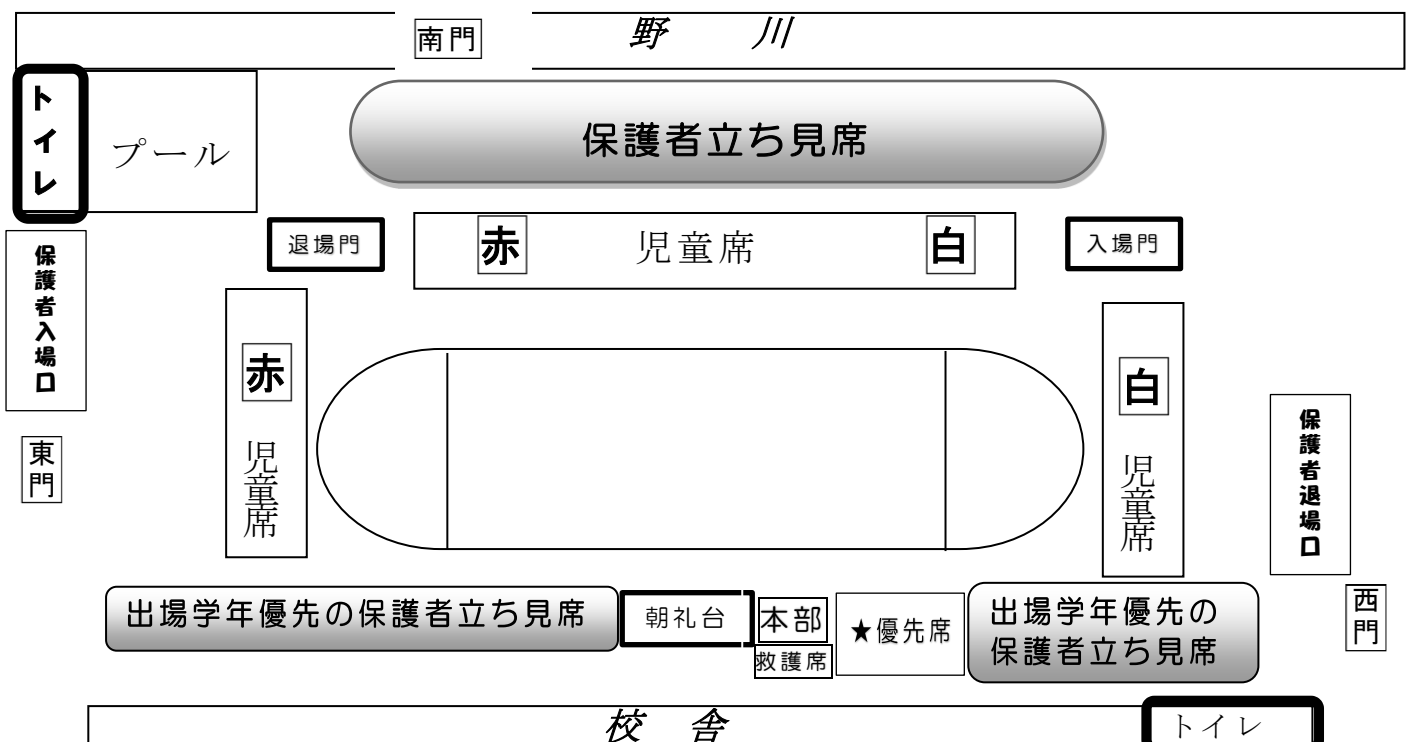 南門
野 川
トイレ
プール
保護者立ち見席
退場門
赤 児童席 白
入場門
保護者入場口
赤
児童席
白
児童席
保護者退場口
東門
西門
出場学年優先の保護者立ち見席
朝礼台
本部
救護席
★優先席
出場学年優先の
保護者立ち見席
校 舎
トイレ